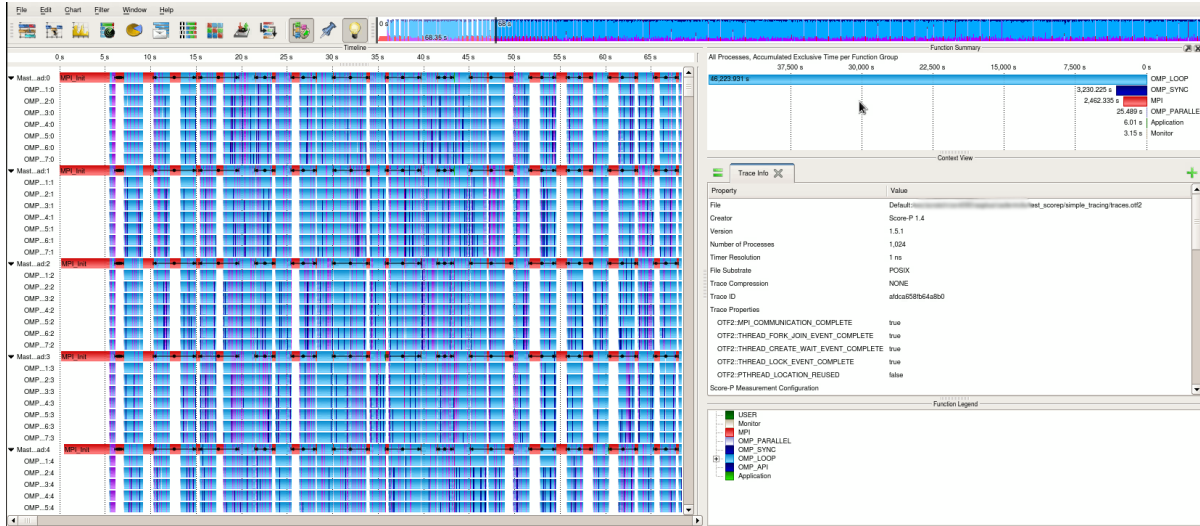 File Edit Chart Filter Window Help
0 s
68 s
68.35 s
Timeline
0 s 5 s 10 s 15 s 20 s 25 s 30 s 35 s 40 s 45 s 50 s 55 s 60 s 65 s
Mast...ad:0 MPI_Init
OMP...1:0
OMP...2:0
OMP...3:0
OMP...4:0
OMP...5:0
OMP...6:0
OMP...7:0
Mast...ad:1 MPI_Init
OMP...1:1
OMP...2:1
OMP...3:1
OMP...4:1
OMP...5:1
OMP...6:1
OMP...7:1
Mast...ad:2 MPI_Init
OMP...1:2
OMP...2:2
OMP...3:2
OMP...4:2
OMP...5:2
OMP...6:2
OMP...7:2
Mast...ad:3 MPI_Init
OMP...1:3
OMP...2:3
OMP...3:3
OMP...4:3
OMP...5:3
OMP...6:3
OMP...7:3
Mast...ad:4 MPI_Init
OMP...1:4
OMP...2:4
OMP...3:4
OMP...4:4
OMP...5:4
Function Summary
All Processes, Accumulated Exclusive Time per Function Group
37,500 s 30,000 s 22,500 s 15,000 s 7,500 s 0 s
46,223.931 s OMP_LOOP
3,230.225 s OMP_SYNC
2,462.335 s MPI
25.489 s OMP_PARALLE
6.01 s Application
3.15 s Monitor
Context View
Trace Info
Property Value
File Default: est_scorep/simple_tracing/traces.otf2
Creator Score-P 1.4
Version 1.5.1
Number of Processes 1,024
Timer Resolution 1 ns
File Substrate POSIX
Trace Compression NONE
Trace ID afdca658fb64a8b0
Trace Properties
OTF2::MPI_COMMUNICATION_COMPLETE true
OTF2::THREAD_FORK_JOIN_EVENT_COMPLETE true
OTF2::THREAD_CREATE_WAIT_EVENT_COMPLETE true
OTF2::THREAD_LOCK_EVENT_COMPLETE true
OTF2::PTHREAD_LOCATION_REUSED false
Score-P Measurement Configuration
Function Legend
USER
Monitor
MPI
OMP_PARALLEL
OMP_SYNC
OMP_LOOP
OMP_API
Application